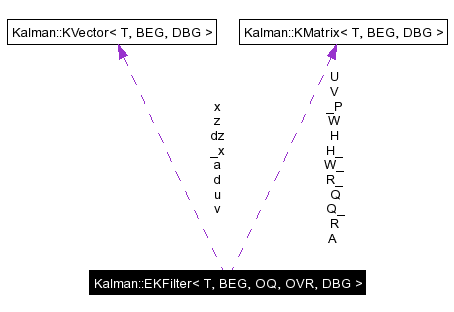 Kalman::KVector< T, BEG, DBG >
Kalman::KMatrix< T, BEG, DBG >
x
z
dz
_x
a
d
u
v
U
V
_P
_W
H
H_
W_
R_
Q
Q_
R
A
Kalman::EKFilter< T, BEG, OQ, OVR, DBG >